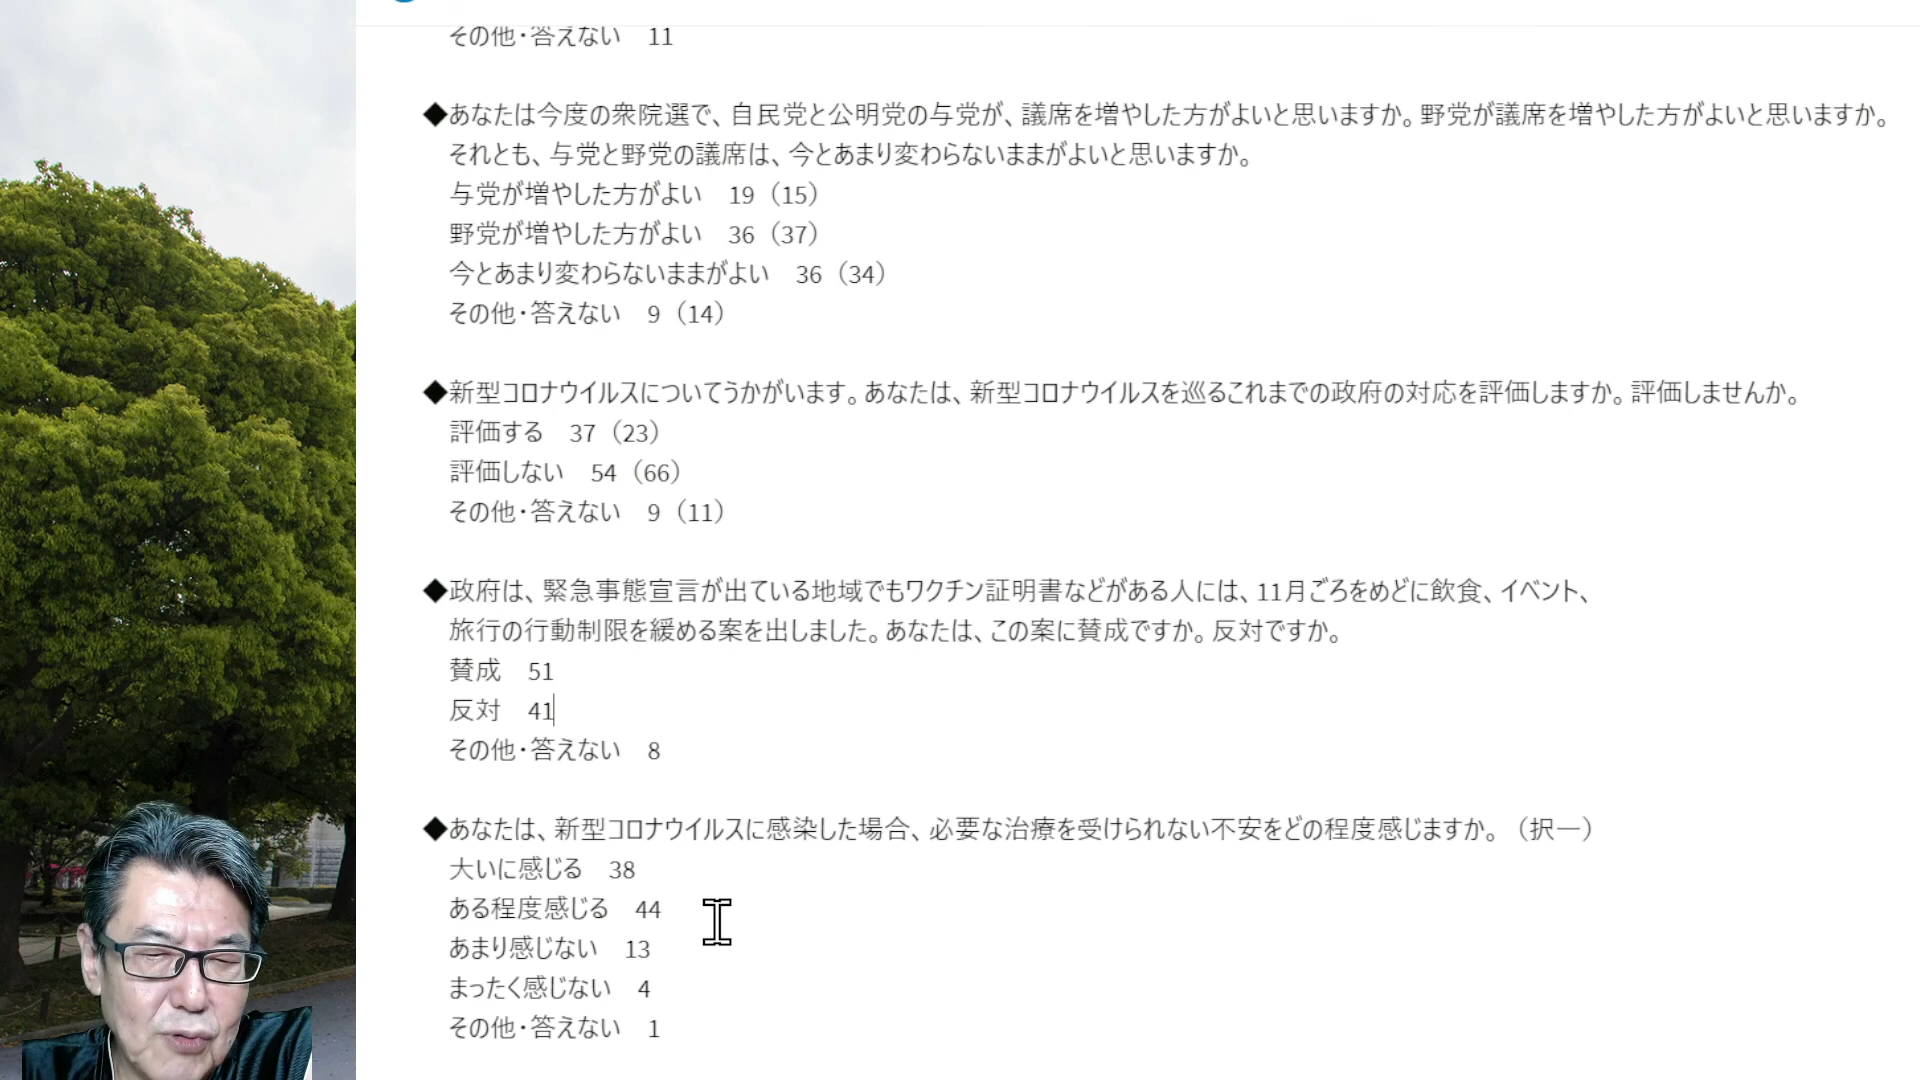 その他・答えない　11
◆あなたは今度の衆院選で、自民党と公明党の与党が、議席を増やした方がよいと思いますか。野党が議席を増やした方がよいと思いますか。
それとも、与党と野党の議席は、今とあまり変わらないままがよいと思いますか。
与党が増やした方がよい　19（15）
野党が増やした方がよい　36（37）
今とあまり変わらないままがよい　36（34）
その他・答えない　9（14）
◆新型コロナウイルスについてうかがいます。あなたは、新型コロナウイルスを巡るこれまでの政府の対応を評価しますか。評価しませんか。
評価する　37（23）
評価しない　54（66）
その他・答えない　9（11）
◆政府は、緊急事態宣言が出ている地域でもワクチン証明書などがある人には、11月ごろをめどに飲食、イベント、
旅行の行動制限を緩める案を出しました。あなたは、この案に賛成ですか。反対ですか。
賛成　51
反対　41
その他・答えない　8
◆あなたは、新型コロナウイルスに感染した場合、必要な治療を受けられない不安をどの程度感じますか。（択一）
大いに感じる　38
ある程度感じる　44
あまり感じない　13
まったく感じない　4
その他・答えない　1